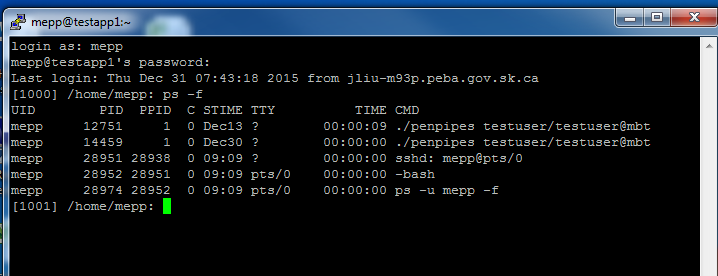 mepp@testapp1:~
login as: mepp
mepp@testapp1's password:
Last login: Thu Dec 31 07:43:18 2015 from jliu-m93p.peba.gov.sk.ca
[1000] /home/mepp: ps -f
UID        PID  PPID  C STIME TTY          TIME CMD
mepp     12751     1  0 Dec13 ?        00:00:09 ./penpipes testuser/testuser@mbt
mepp     14459     1  0 Dec30 ?        00:00:00 ./penpipes testuser/testuser@mbt
mepp     28951 28938  0 09:09 ?        00:00:00 sshd: mepp@pts/0
mepp     28952 28951  0 09:09 pts/0    00:00:00 -bash
mepp     28974 28952  0 09:09 pts/0    00:00:00 ps -u mepp -f
[1001] /home/mepp: